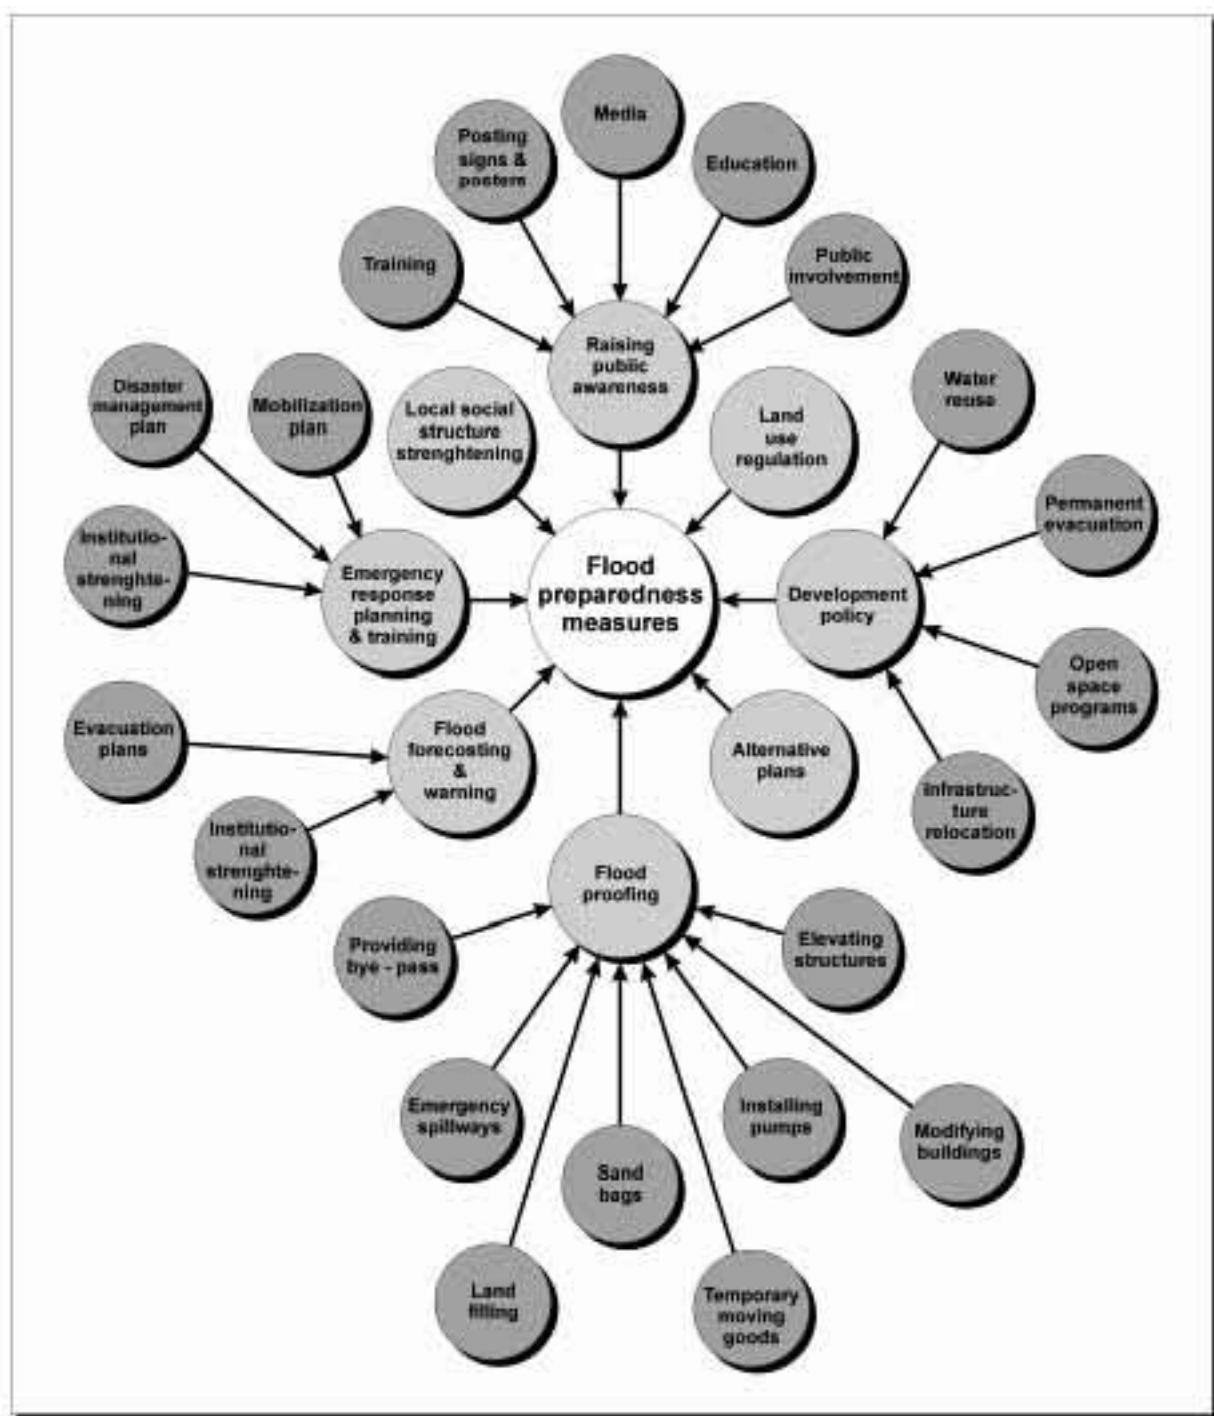 Media
Posting
signs &
posters
Education
Training
Public
involvement
Raising
public
awareness
Disaster
management
plan
Mobilization
plan
Local social
structure
strenghtening
Land
use
regulation
Water
reuse
Permanent
evacuation
Institutio-
nal
strenghte-
ning
Emergency
response
planning
& training
Flood
preparedness
measures
Development
policy
Open
space
programs
Evacuation
plans
Flood
forecosting
&
warning
Alternative
plans
Infrastruc-
ture
relocation
Institutio-
nal
strenghte-
ning
Flood
proofing
Providing
bye - pass
Elevating
structures
Emergency
spillways
Installing
pumps
Modifying
buildings
Sand
bags
Land
filling
Temporary
moving
goods